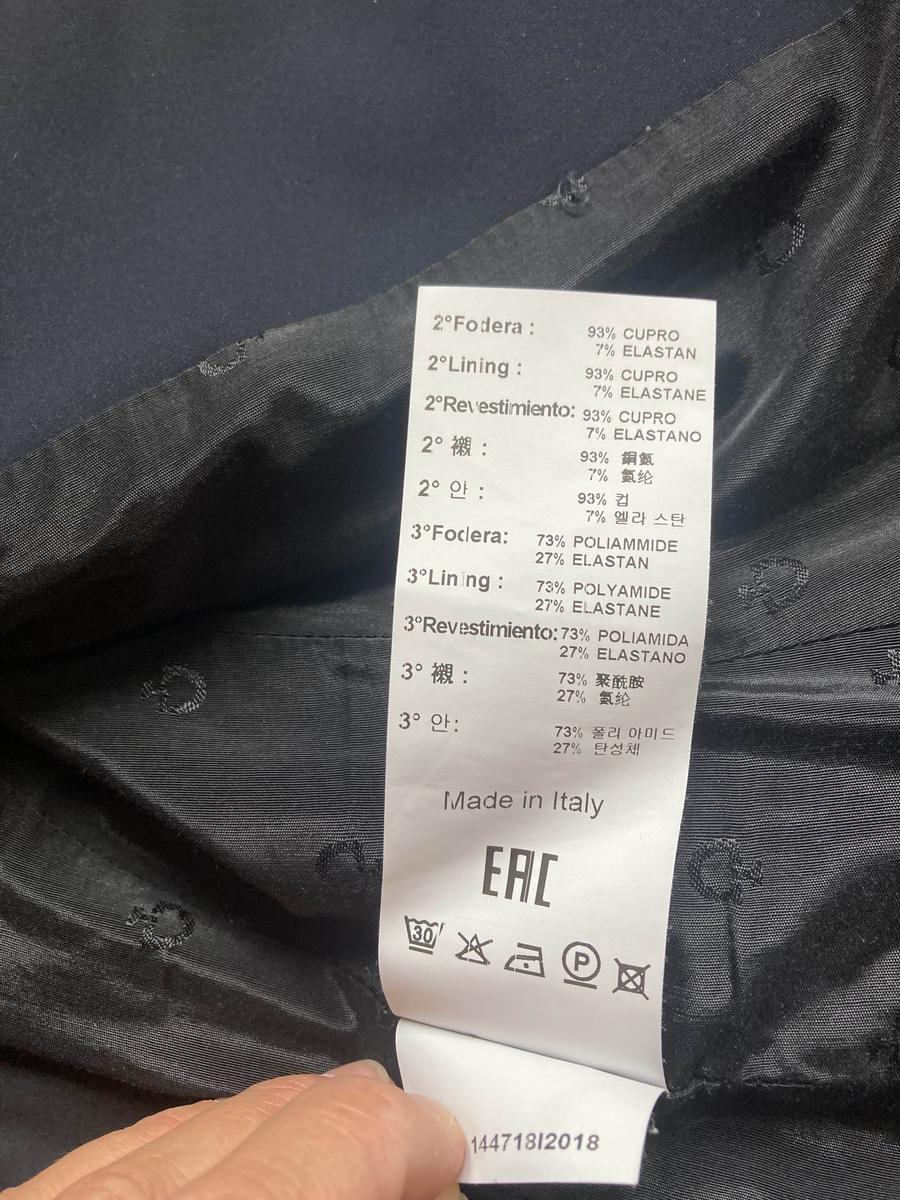 2°Fodera : 93% CUPRO
7% ELASTAN
2°Lining : 93% CUPRO
7% ELASTANE
2°Revestimiento: 93% CUPRO
7% ELASTANO
2° 襯 : 93% 銅氨
7% 氨纶
2° 안 : 93% 컵
7% 엘라 스탄
3°Fodera: 73% POLIAMMIDE
27% ELASTAN
3°Lining : 73% POLYAMIDE
27% ELASTANE
3°Revestimiento: 73% POLIAMIDA
27% ELASTANO
3° 襯 : 73% 聚酰胺
27% 氨纶
3° 안: 73% 폴리 아미드
27% 탄성체
Made in Italy
EAC
30
P
144718I2018